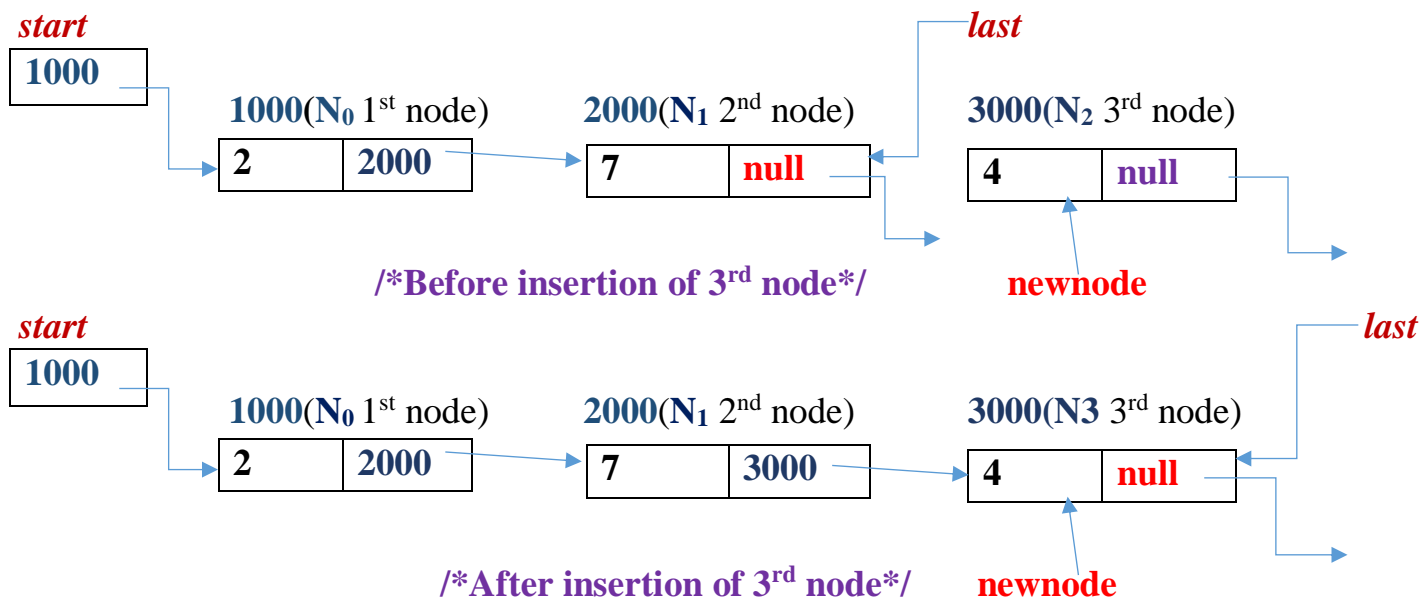 start last
1000
1000(N₀ 1st node) 2000(N₁ 2nd node) 3000(N₂ 3rd node)
2 2000 7 null 4 null
/*Before insertion of 3rd node*/ newnode
start last
1000
1000(N₀ 1st node) 2000(N₁ 2nd node) 3000(N3 3rd node)
2 2000 7 3000 4 null
/*After insertion of 3rd node*/ newnode